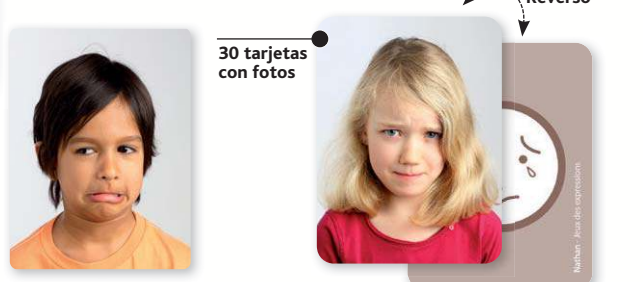 Reverso
30 tarjetas
con fotos
Nathan - Jeux des expressions